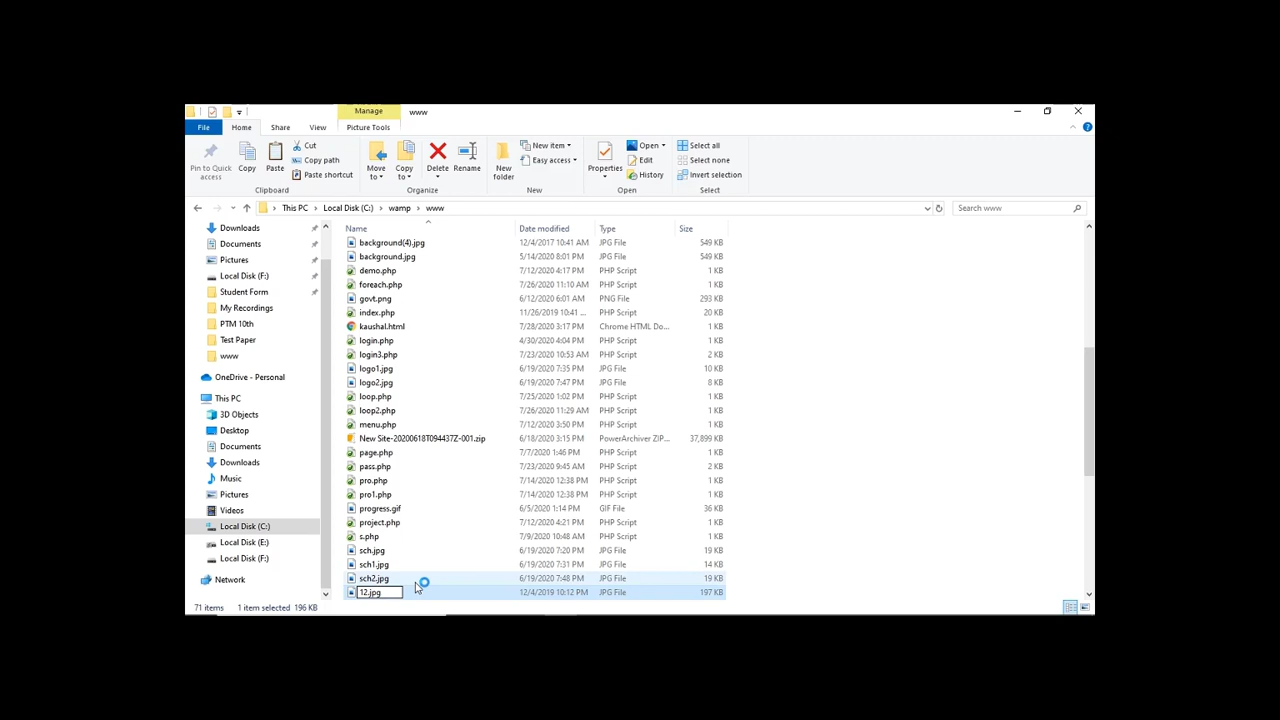 Manage www
File Home Share View Picture Tools
Pin to Quick access
Copy
Paste
Cut
Copy path
Paste shortcut
Move to
Copy to
Delete
Rename
New folder
New item
Easy access
Properties
Open
Edit
History
Select all
Select none
Invert selection
Clipboard Organize New Open Select
This PC Local Disk (C:) wamp www Search www
Downloads
Documents
Pictures
Local Disk (F:)
Student Form
My Recordings
PTM 10th
Test Paper
www
OneDrive - Personal
This PC
3D Objects
Desktop
Documents
Downloads
Music
Pictures
Videos
Local Disk (C:)
Local Disk (E:)
Local Disk (F:)
Network
Name Date modified Type Size
background(4).jpg 12/4/2017 10:41 AM JPG File 549 KB
background.jpg 5/14/2020 8:01 PM JPG File 549 KB
demo.php 7/12/2020 4:17 PM PHP Script 1 KB
foreach.php 7/26/2020 11:10 AM PHP Script 1 KB
govt.png 6/12/2020 6:01 AM PNG File 293 KB
index.php 11/26/2019 10:41 ... PHP Script 20 KB
kaushal.html 7/28/2020 3:17 PM Chrome HTML Do... 1 KB
login.php 4/30/2020 4:04 PM PHP Script 1 KB
login3.php 7/23/2020 10:53 AM PHP Script 2 KB
logo1.jpg 6/19/2020 7:35 PM JPG File 10 KB
logo2.jpg 6/19/2020 7:47 PM JPG File 8 KB
loop.php 7/25/2020 1:02 PM PHP Script 1 KB
loop2.php 7/26/2020 11:29 AM PHP Script 1 KB
menu.php 7/12/2020 3:50 PM PHP Script 1 KB
New Site-20200618T094437Z-001.zip 6/18/2020 3:15 PM PowerArchiver ZIP... 37,899 KB
page.php 7/7/2020 1:46 PM PHP Script 1 KB
pass.php 7/23/2020 9:45 AM PHP Script 2 KB
pro.php 7/14/2020 12:38 PM PHP Script 1 KB
pro1.php 7/14/2020 12:38 PM PHP Script 1 KB
progress.gif 6/5/2020 1:14 PM GIF File 36 KB
project.php 7/12/2020 4:21 PM PHP Script 1 KB
s.php 7/9/2020 10:48 AM PHP Script 1 KB
sch.jpg 6/19/2020 7:20 PM JPG File 19 KB
sch1.jpg 6/19/2020 7:31 PM JPG File 14 KB
sch2.jpg 6/19/2020 7:48 PM JPG File 19 KB
12.jpg 12/4/2019 10:12 PM JPG File 197 KB
71 items 1 item selected 196 KB